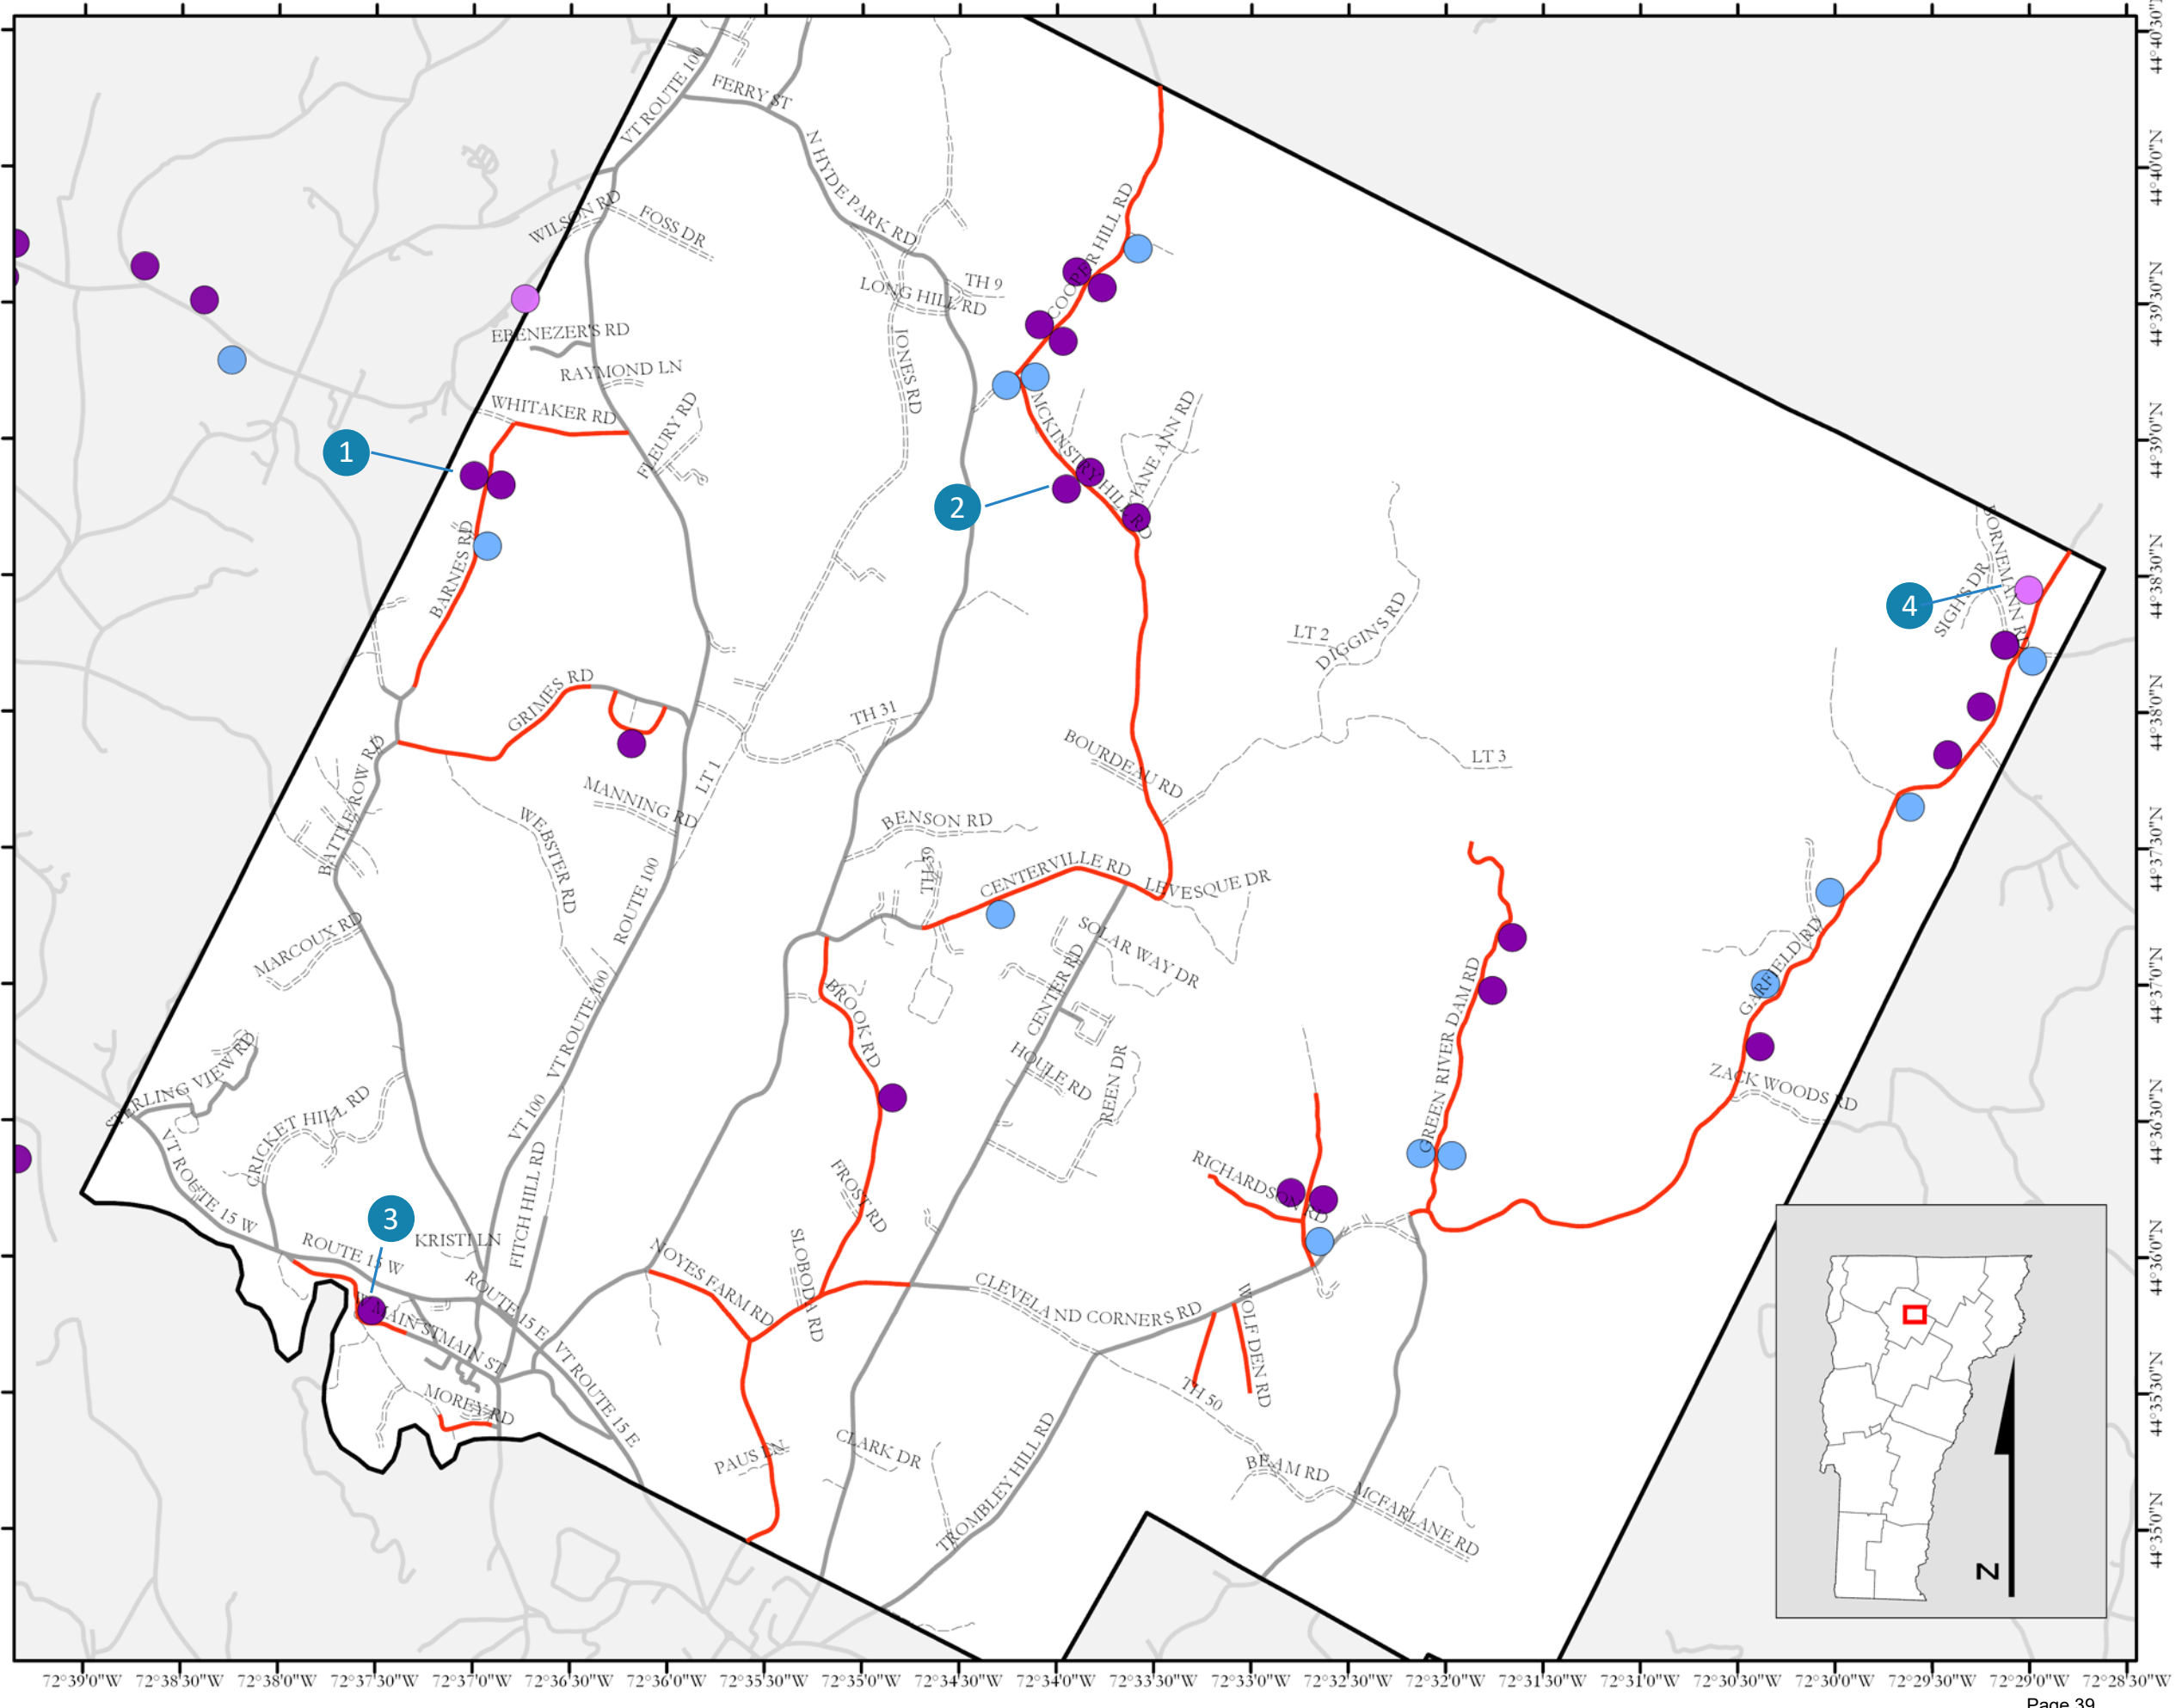 VT ROUTE 100
FERRY ST
N HYDE PARK RD
WILSON RD
FOSS DR
COOPER HILL RD
TH 9
LONG HILL RD
EBENEZER'S RD
RAYMOND LN
JONES RD
WHITAKER RD
FLEURY RD
MCKINSTRY HILL RD
JANE ANN RD
1
2
BARNES RD
BORNEMANN RD
SIGHS DR
4
LT 2
DIGGINS RD
GRIMES RD
TH 31
BOURDEAU RD
LT 3
BATTLE ROW RD
MANNING RD
LT 1
WEBSTER RD
BENSON RD
TH 39
CENTERVILLE RD
LEVESQUE DR
ROUTE 100
MARCOUX RD
SOLAR WAY DR
CENTER RD
GARFIELD RD
GREEN RIVER DAM RD
BROOK RD
VT ROUTE 100
STERLING VIEW RD
HOULE RD
REEN DR
ZACK WOODS RD
CRICKET HILL RD
VT 100
FITCH HILL RD
VT ROUTE 15 W
FROST RD
RICHARDSON RD
3
KRISTI LN
ROUTE 15 W
NOYES FARM RD
SLOBODA RD
ROUTE 15 E
CLEVELAND CORNERS RD
WOLF DEN RD
W MAIN ST
MAIN ST
VT ROUTE 15 E
MOREY RD
TH 50
PAUS LN
CLARK DR
TROMBLEY HILL RD
BEAM RD
MCFARLANE RD
N
44°40'0"N
44°39'30"N
44°39'0"N
44°38'30"N
44°38'0"N
44°37'30"N
44°37'0"N
44°36'30"N
44°36'0"N
44°35'30"N
44°35'0"N
72°39'0"W 72°38'30"W 72°38'0"W 72°37'30"W 72°37'0"W 72°36'30"W 72°36'0"W 72°35'30"W 72°35'0"W 72°34'30"W 72°34'0"W 72°33'30"W 72°33'0"W 72°32'30"W 72°32'0"W 72°31'30"W 72°31'0"W 72°30'30"W 72°30'0"W 72°29'30"W 72°29'0"W 72°28'30"W
Page 39